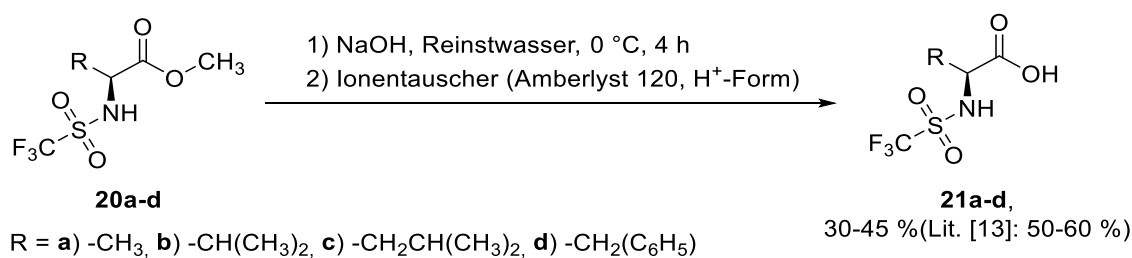 1) NaOH, Reinstwasser, 0 °C, 4 h
2) Ionentauscher (Amberlyst 120, H⁺-Form)
R
O
O
CH₃
NH
O
S
O
F₃C
20a-d
R
O
OH
NH
O
S
O
F₃C
21a-d,
30-45 %(Lit. [13]: 50-60 %)
R = a) -CH₃, b) -CH(CH₃)₂, c) -CH₂CH(CH₃)₂, d) -CH₂(C₆H₅)